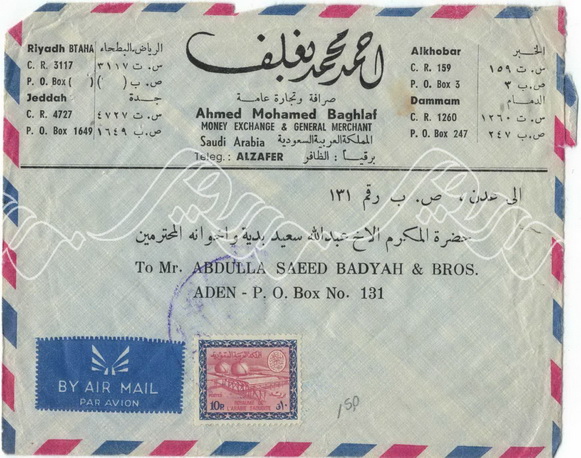 احمد محمد بغلف
صرافة وتجارة عامة
Ahmed Mohamed Baghlaf
MONEY EXCHANGE & GENERAL MERCHANT
المملكة العربية السعودية Saudi Arabia
برقياً: الظافر Teleg.: ALZAFER
Riyadh BTAHA الرياض-البطحاء
C. R. 3117 س. ت ٣١١٧
P. O. Box ( ) ص. ب ( )
Jeddah جدة
C. R. 4727 س. ت ٤٧٢٧
P. O. Box 1649 ص. ب ١٦٤٩
Alkhobar الخبر
C. R. 159 س. ت ١٥٩
P. O. Box 3 ص. ب ٣
Dammam الدمام
C. R. 1260 س. ت ١٢٦٠
P. O. Box 247 ص. ب ٢٤٧
الى عدن، ص. ب رقم ١٣١
حضرة المكرم الاخ عبدالله سعيد بدية واخوانه المحترمين
To Mr. ABDULLA SAEED BADYAH & BROS.
ADEN - P. O. Box No. 131
BY AIR MAIL
PAR AVION
10P ١٠